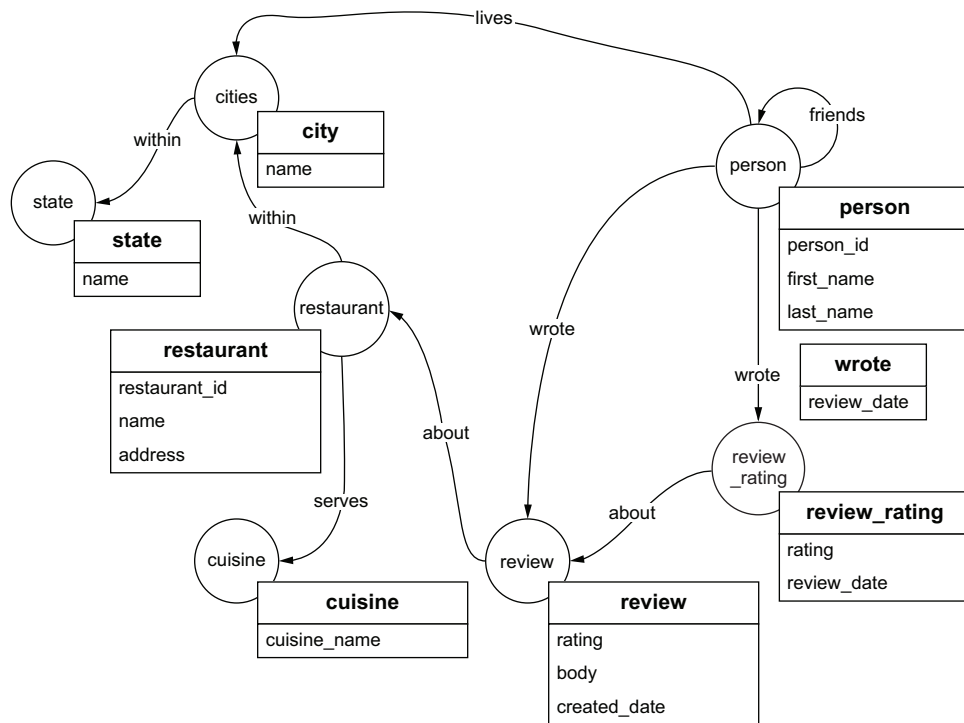 lives
cities
friends
city
name
within
person
state
within
person
person_id
first_name
last_name
state
name
restaurant
restaurant
restaurant_id
name
address
wrote
wrote
wrote
review_date
about
review
_rating
serves
about
review_rating
rating
review_date
cuisine
review
cuisine
cuisine_name
review
rating
body
created_date